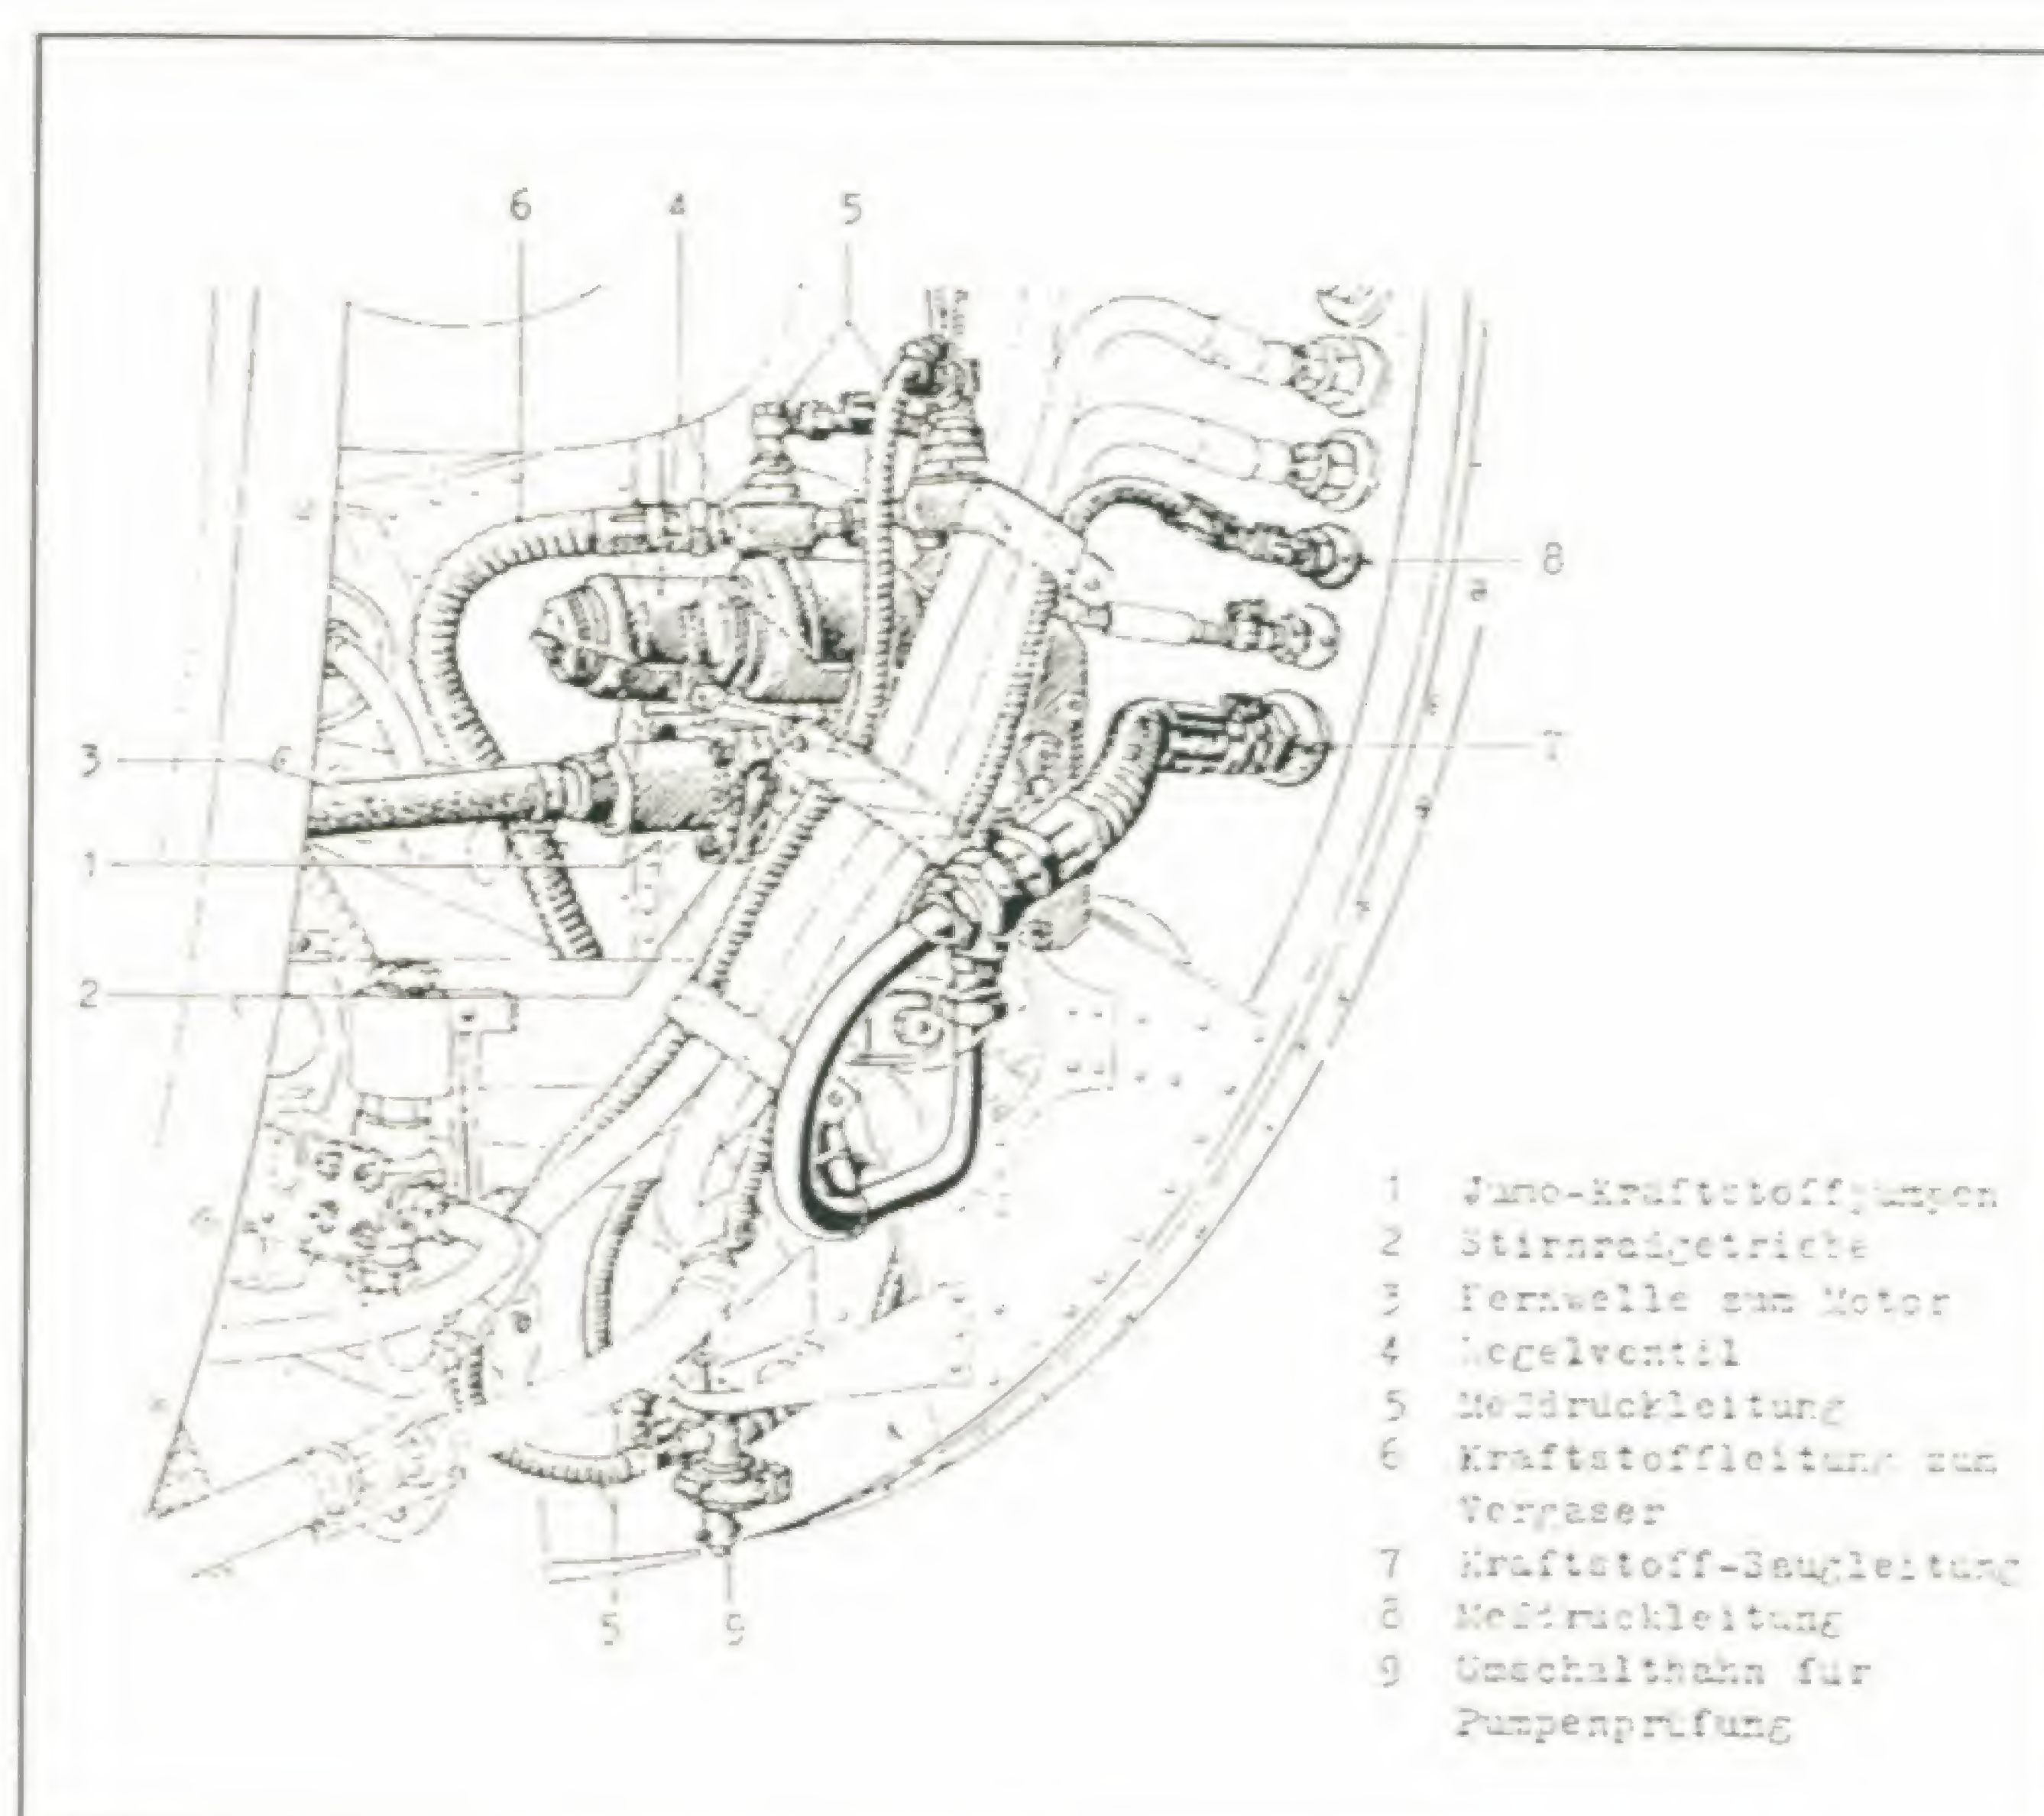 6 4 5
8
3
7
1
2
5 9
1 Jumo-Kraftstoffpumpen
2 Stirnradgetriebe
3 Fernwelle zum Motor
4 Kegelventil
5 Meßdruckleitung
6 Kraftstoffleitung zum
Vergaser
7 Kraftstoff-Saugleitung
8 Meßdruckleitung
9 Umschalthahn für
Pumpenprüfung